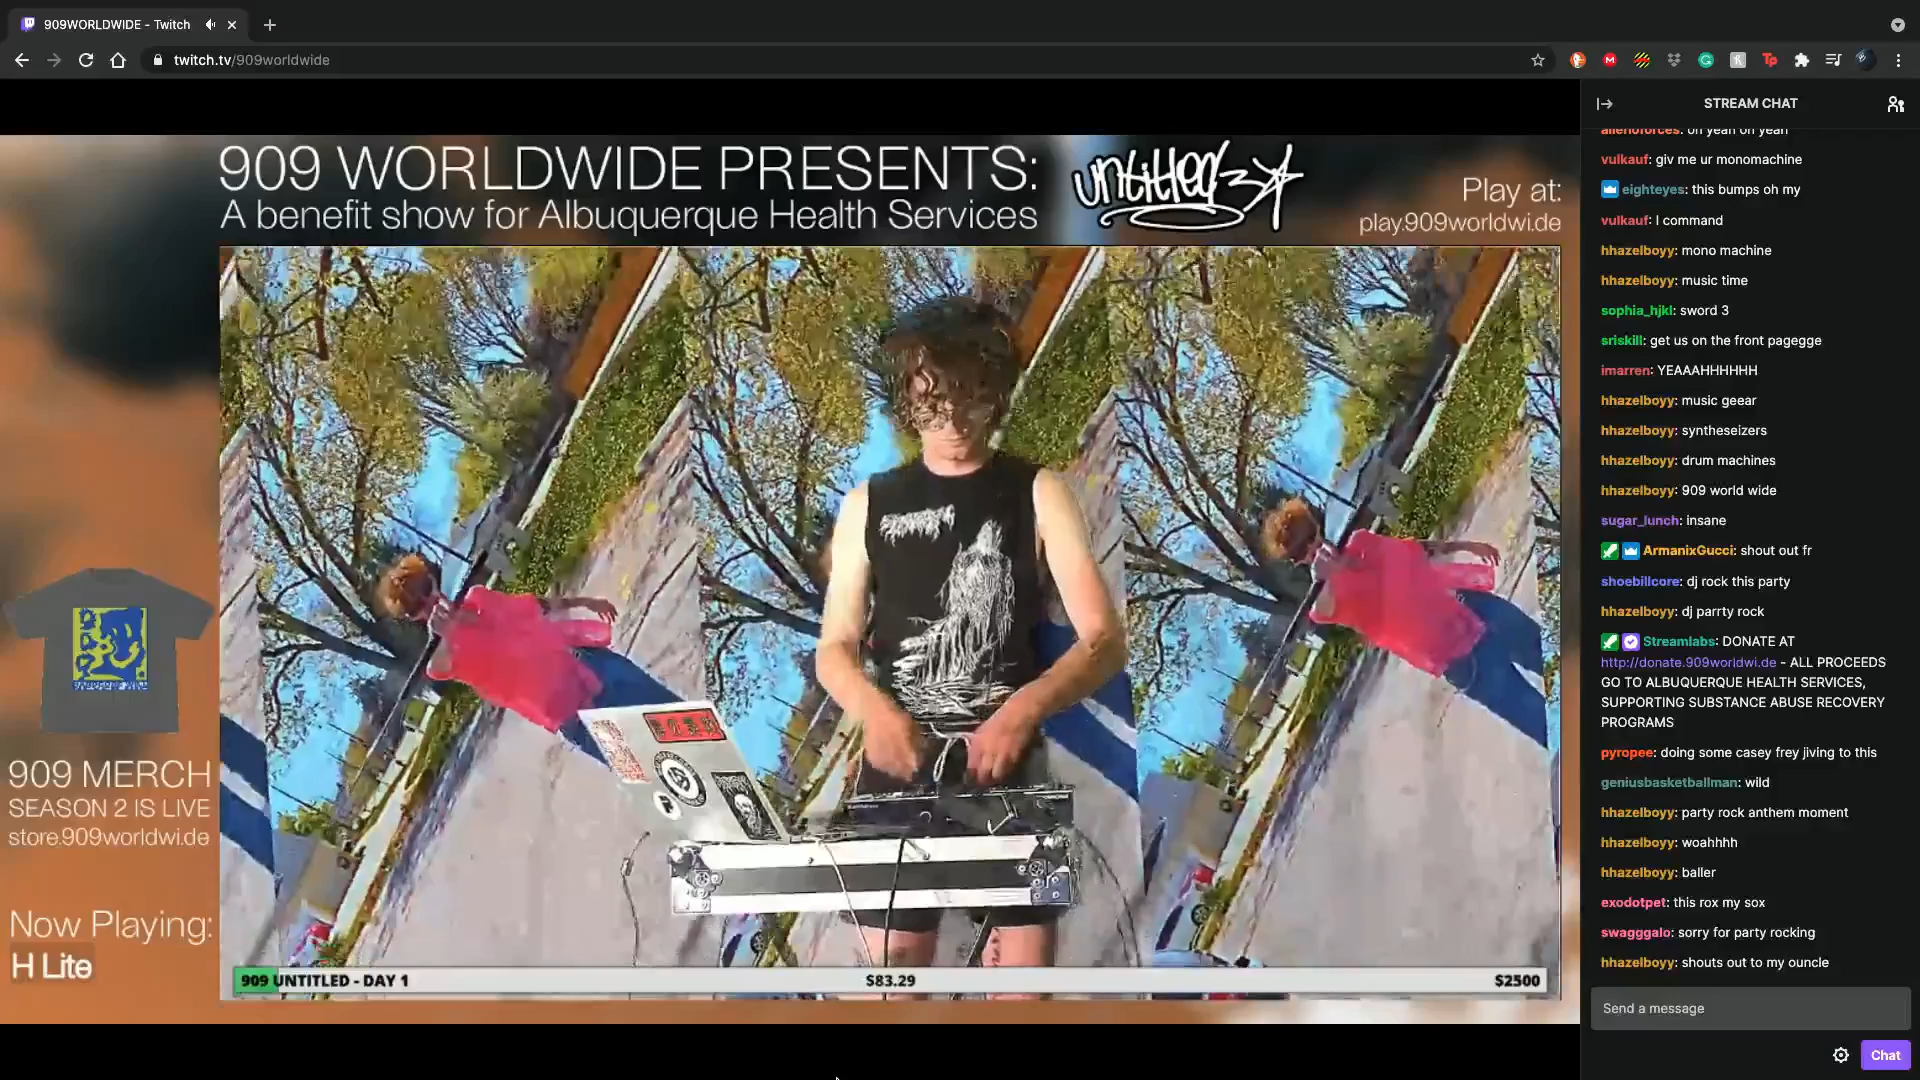 909WORLDWIDE - Twitch
twitch.tv/909worldwide
909 WORLDWIDE PRESENTS:
A benefit show for Albuquerque Health Services
untitled 3
Play at:
play.909worldwi.de
909 MERCH
SEASON 2 IS LIVE
store.909worldwi.de
Now Playing:
H Lite
909 UNTITLED - DAY 1
$83.29
$2500
STREAM CHAT
oh yeah oh yeah
vulkauf: giv me ur monomachine
eighteyes: this bumps oh my
vulkauf: I command
hhazelboyy: mono machine
hhazelboyy: music time
sophia_hjkl: sword 3
sriskill: get us on the front pagegge
imarren: YEAAAHHHHHH
hhazelboyy: music geear
hhazelboyy: syntheseizers
hhazelboyy: drum machines
hhazelboyy: 909 world wide
sugar_lunch: insane
ArmanixGucci: shout out fr
shoebillcore: dj rock this party
hhazelboyy: dj parrty rock
Streamlabs: DONATE AT
http://donate.909worldwi.de - ALL PROCEEDS
GO TO ALBUQUERQUE HEALTH SERVICES,
SUPPORTING SUBSTANCE ABUSE RECOVERY
PROGRAMS
pyropee: doing some casey frey jiving to this
geniusbasketballman: wild
hhazelboyy: party rock anthem moment
hhazelboyy: woahhhh
hhazelboyy: baller
exodotpet: this rox my sox
swagggalo: sorry for party rocking
hhazelboyy: shouts out to my ouncle
Send a message
Chat